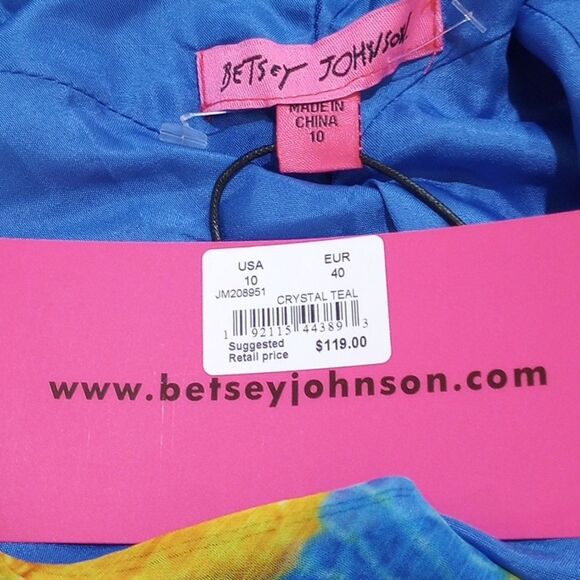 BETSEY JOHNSON.
MADE IN
CHINA
10
USA EUR
10 40
JM208951
CRYSTAL TEAL
1 92115 44389 3
Suggested
Retail price $119.00
www.betseyjohnson.com